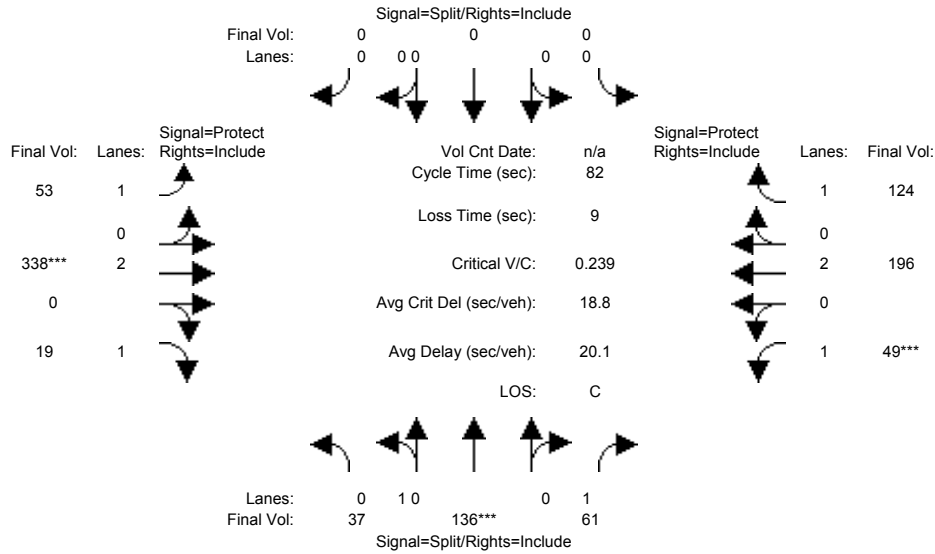 Signal=Split/Rights=Include
Final Vol: 0 0 0
Lanes: 0 0 0 0 0
Signal=Protect Signal=Protect
Final Vol: Lanes: Rights=Include Vol Cnt Date: n/a Rights=Include Lanes: Final Vol:
Cycle Time (sec): 82
53 1 1 124
Loss Time (sec): 9
0 0
338*** 2 Critical V/C: 0.239 2 196
0 Avg Crit Del (sec/veh): 18.8 0
19 1 Avg Delay (sec/veh): 20.1 1 49***
LOS: C
Lanes: 0 1 0 0 1
Final Vol: 37 136*** 61
Signal=Split/Rights=Include